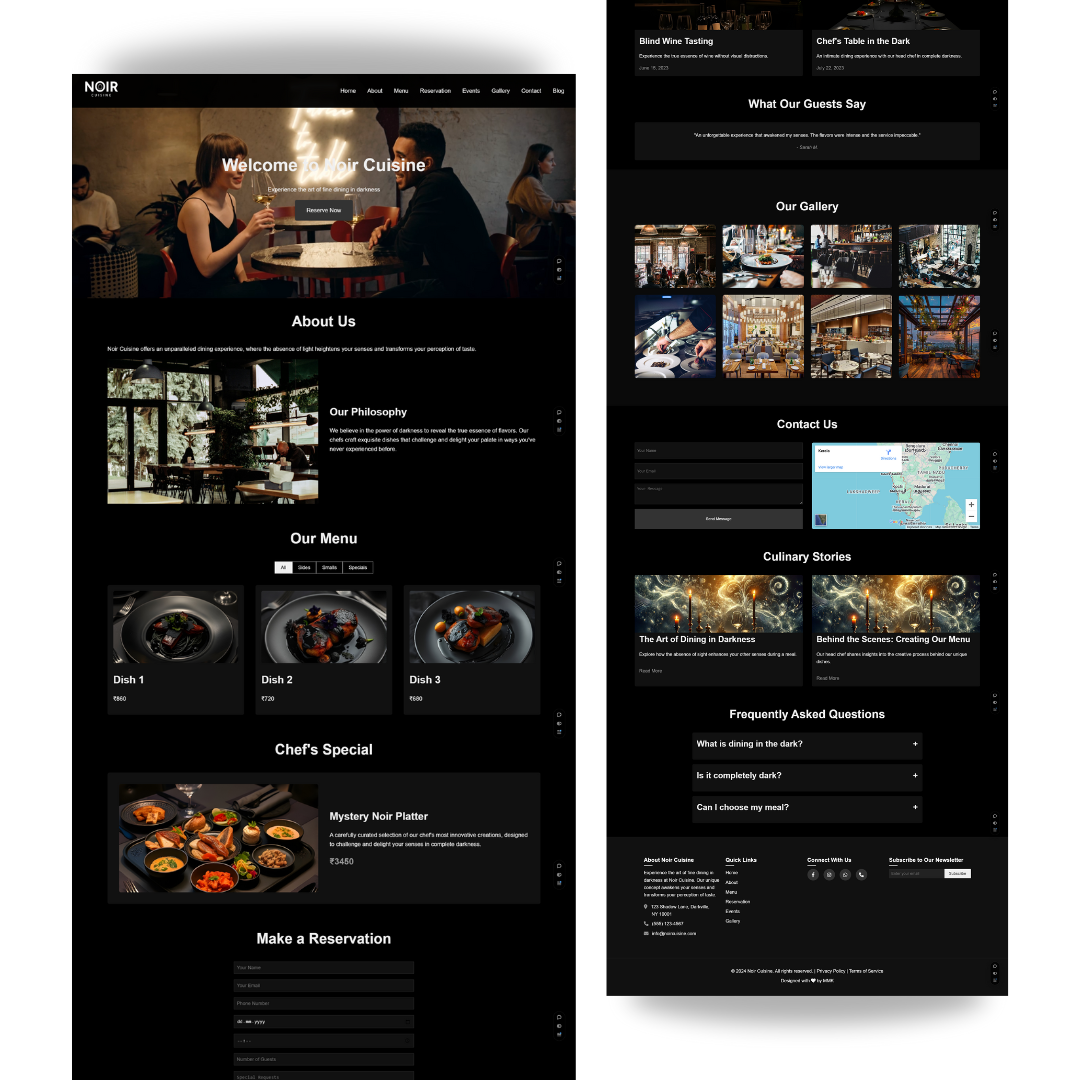 NOIR
CUISINE
Home About Menu Reservation Events Gallery Contact Blog
Welcome to Noir Cuisine
Experience the art of fine dining in darkness
Reserve Now
About Us
Noir Cuisine offers an unparalleled dining experience, where the absence of light heightens your senses and transforms your perception of taste.
Our Philosophy
We believe in the power of darkness to reveal the true essence of flavors. Our
chefs craft exquisite dishes that challenge and delight your palate in ways you've
never experienced before.
Our Menu
All Sides Smalls Specials
Dish 1
₹860
Dish 2
₹720
Dish 3
₹680
Chef's Special
Mystery Noir Platter
A carefully curated selection of our chef's most innovative creations, designed
to challenge and delight your senses in complete darkness.
₹3450
Make a Reservation
Your Name
Your Email
Phone Number
dd-mm-yyyy
--:--
Number of Guests
Special Requests
Blind Wine Tasting
Experience the true essence of wine without visual distractions.
June 15, 2023
Chef's Table in the Dark
An intimate dining experience with our head chef in complete darkness.
July 22, 2023
What Our Guests Say
"An unforgettable experience that awakened my senses. The flavors were intense and the service impeccable."
- Sarah M.
Our Gallery
Contact Us
Your Name
Your Email
Your Message
Send Message
Kerala
Directions
View larger map
TAMIL NADU
LAKSHADWEEP
KERALA
Madurai
Culinary Stories
The Art of Dining in Darkness
Explore how the absence of sight enhances your other senses during a meal.
Read More
Behind the Scenes: Creating Our Menu
Our head chef shares insights into the creative process behind our unique
dishes.
Read More
Frequently Asked Questions
What is dining in the dark? +
Is it completely dark? +
Can I choose my meal? +
About Noir Cuisine
Experience the art of fine dining in
darkness at Noir Cuisine. Our unique
concept awakens your senses and
transforms your perception of taste.
123 Shadow Lane, Darkville,
NY 10001
(555) 123-4567
info@noircuisine.com
Quick Links
Home
About
Menu
Reservation
Events
Gallery
Connect With Us
Subscribe to Our Newsletter
Enter your email
Subscribe
© 2024 Noir Cuisine. All rights reserved. | Privacy Policy | Terms of Service
Designed with ♥ by MMK